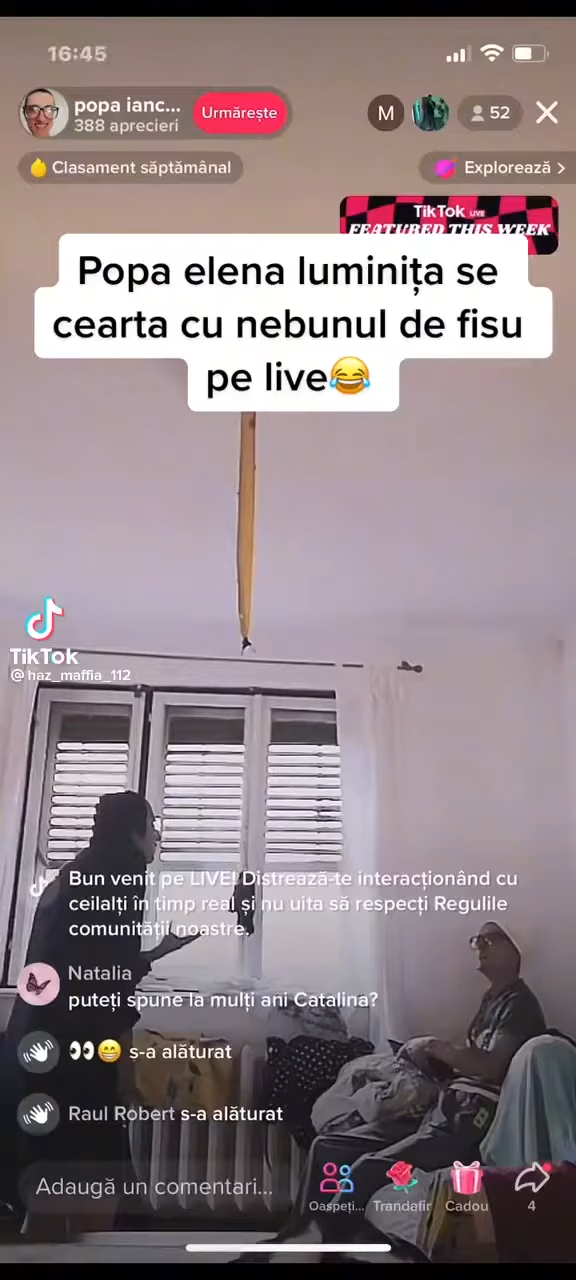 16:45
popa ianc...
388 aprecieri
Urmărește
M
52
Clasament săptămânal
Explorează >
TikTok LIVE
FEATURED THIS WEEK
Popa elena luminița se
cearta cu nebunul de fisu
pe live😂
TikTok
@haz_maffia_112
Bun venit pe LIVE! Distrează-te interacționând cu
ceilalți în timp real și nu uita să respecți Regulile
comunității noastre.
Natalia
puteți spune la mulți ani Catalina?
👀😁 s-a alăturat
Raul Robert s-a alăturat
Adaugă un comentari...
Oaspeți...
Trandafir
Cadou
4